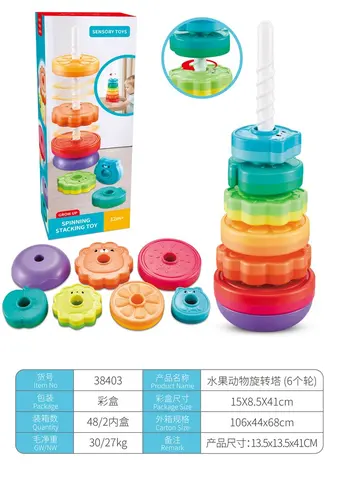 SENSORY TOYS
GROW UP
SPINNING
STACKING TOY
12m+
货号 Item No 38403 产品名称 Product Name 水果动物旋转塔 (6个轮)
包装 Package 彩盒 彩盒尺寸 Package Size 15X8.5X41cm
装箱数 Quantity 48/2内盒 外箱规格 Carton Size 106x44x68cm
毛净重 GW/NW 30/27kg 备注 Remark 产品尺寸:13.5x13.5x41CM